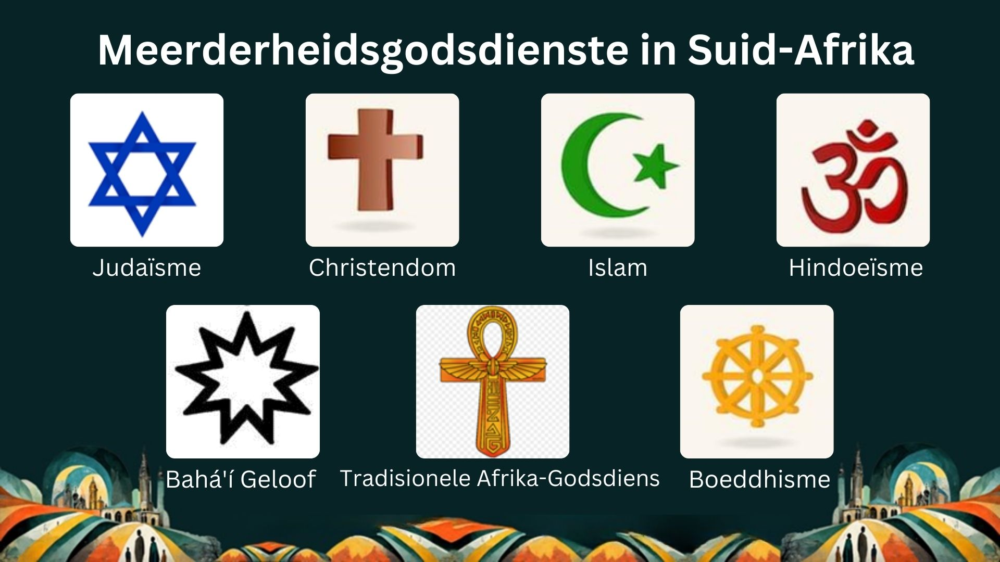 Meerderheidsgodsdienste in Suid-Afrika
Judaïsme
Christendom
Islam
Hindoeïsme
Bahá'í Geloof
Tradisionele Afrika-Godsdiens
Boeddhisme